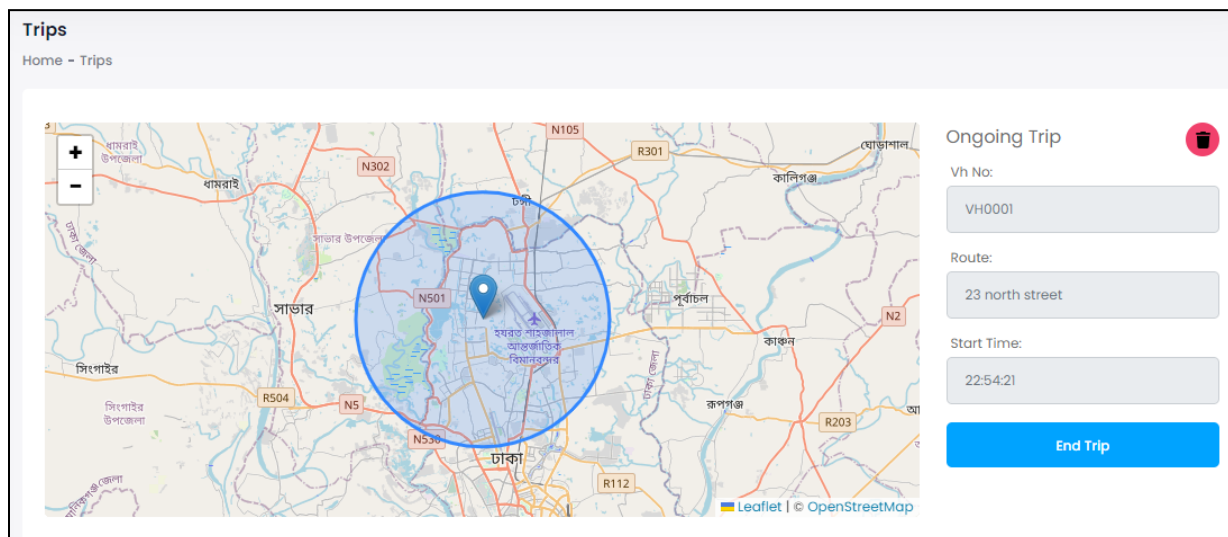 Trips
Home - Trips
+
−
ধামরাই
উপজেলা
ধামরাই
N302
N105
R301
ঘোড়াশাল
কালিগঞ্জ
টঙ্গী
সাভার উপজেলা
ঢাকা জেলা
সাভার
N501
হযরত শাহজালাল
আন্তর্জাতিক
বিমানবন্দর
পূর্বাচল
N2
কাঞ্চন
ঢাকা জেলা
সিংগাইর
সিংগাইর
উপজেলা
R504
N5
রূপগঞ্জ
R203
N530
ঢাকা
R112
Leaflet | © OpenStreetMap
Ongoing Trip
Vh No:
VH0001
Route:
23 north street
Start Time:
22:54:21
End Trip